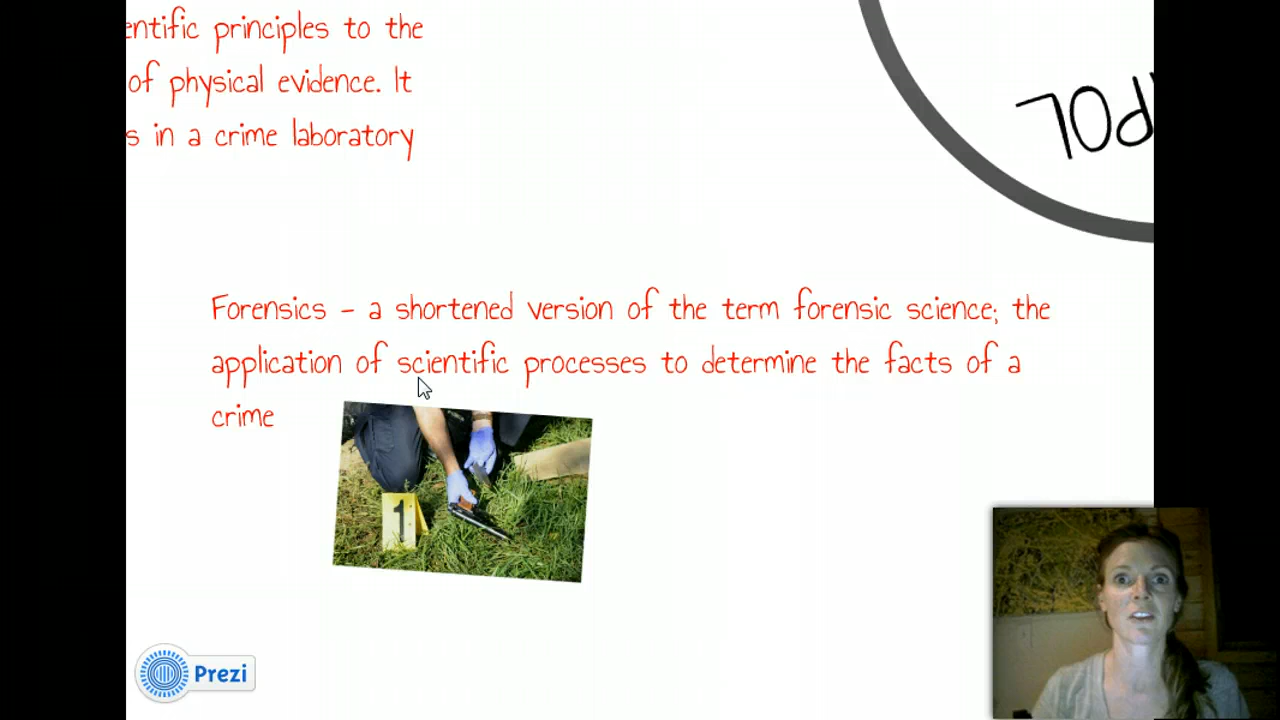 entific principles to the
of physical evidence. It
s in a crime laboratory
POL
Forensics - a shortened version of the term forensic science; the
application of scientific processes to determine the facts of a
crime
1
Prezi